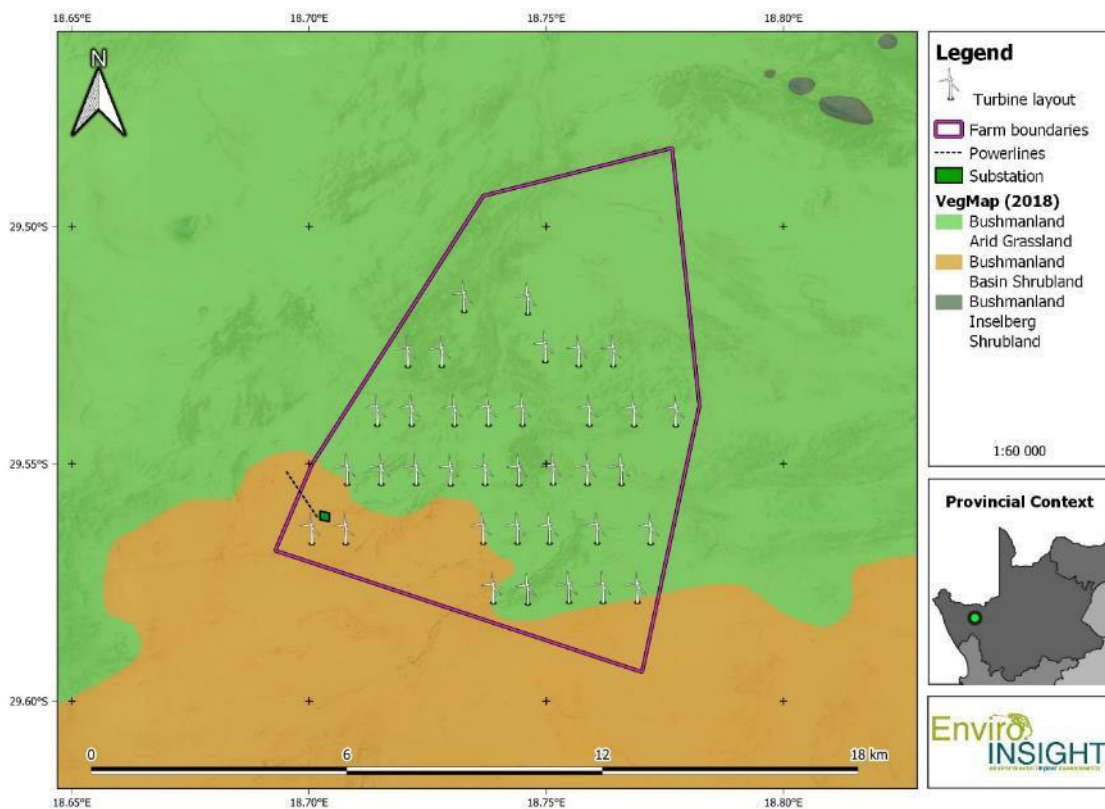 18.65°E 18.70°E 18.75°E 18.80°E
N
29.50°S
29.55°S
29.60°S
0 6 12 18 km
18.65°E 18.70°E 18.75°E 18.80°E
Legend
Turbine layout
Farm boundaries
Powerlines
Substation
VegMap (2018)
Bushmanland
Arid Grassland
Bushmanland
Basin Shrubland
Bushmanland
Inselberg
Shrubland
1:60 000
Provincial Context
Enviro
INSIGHT